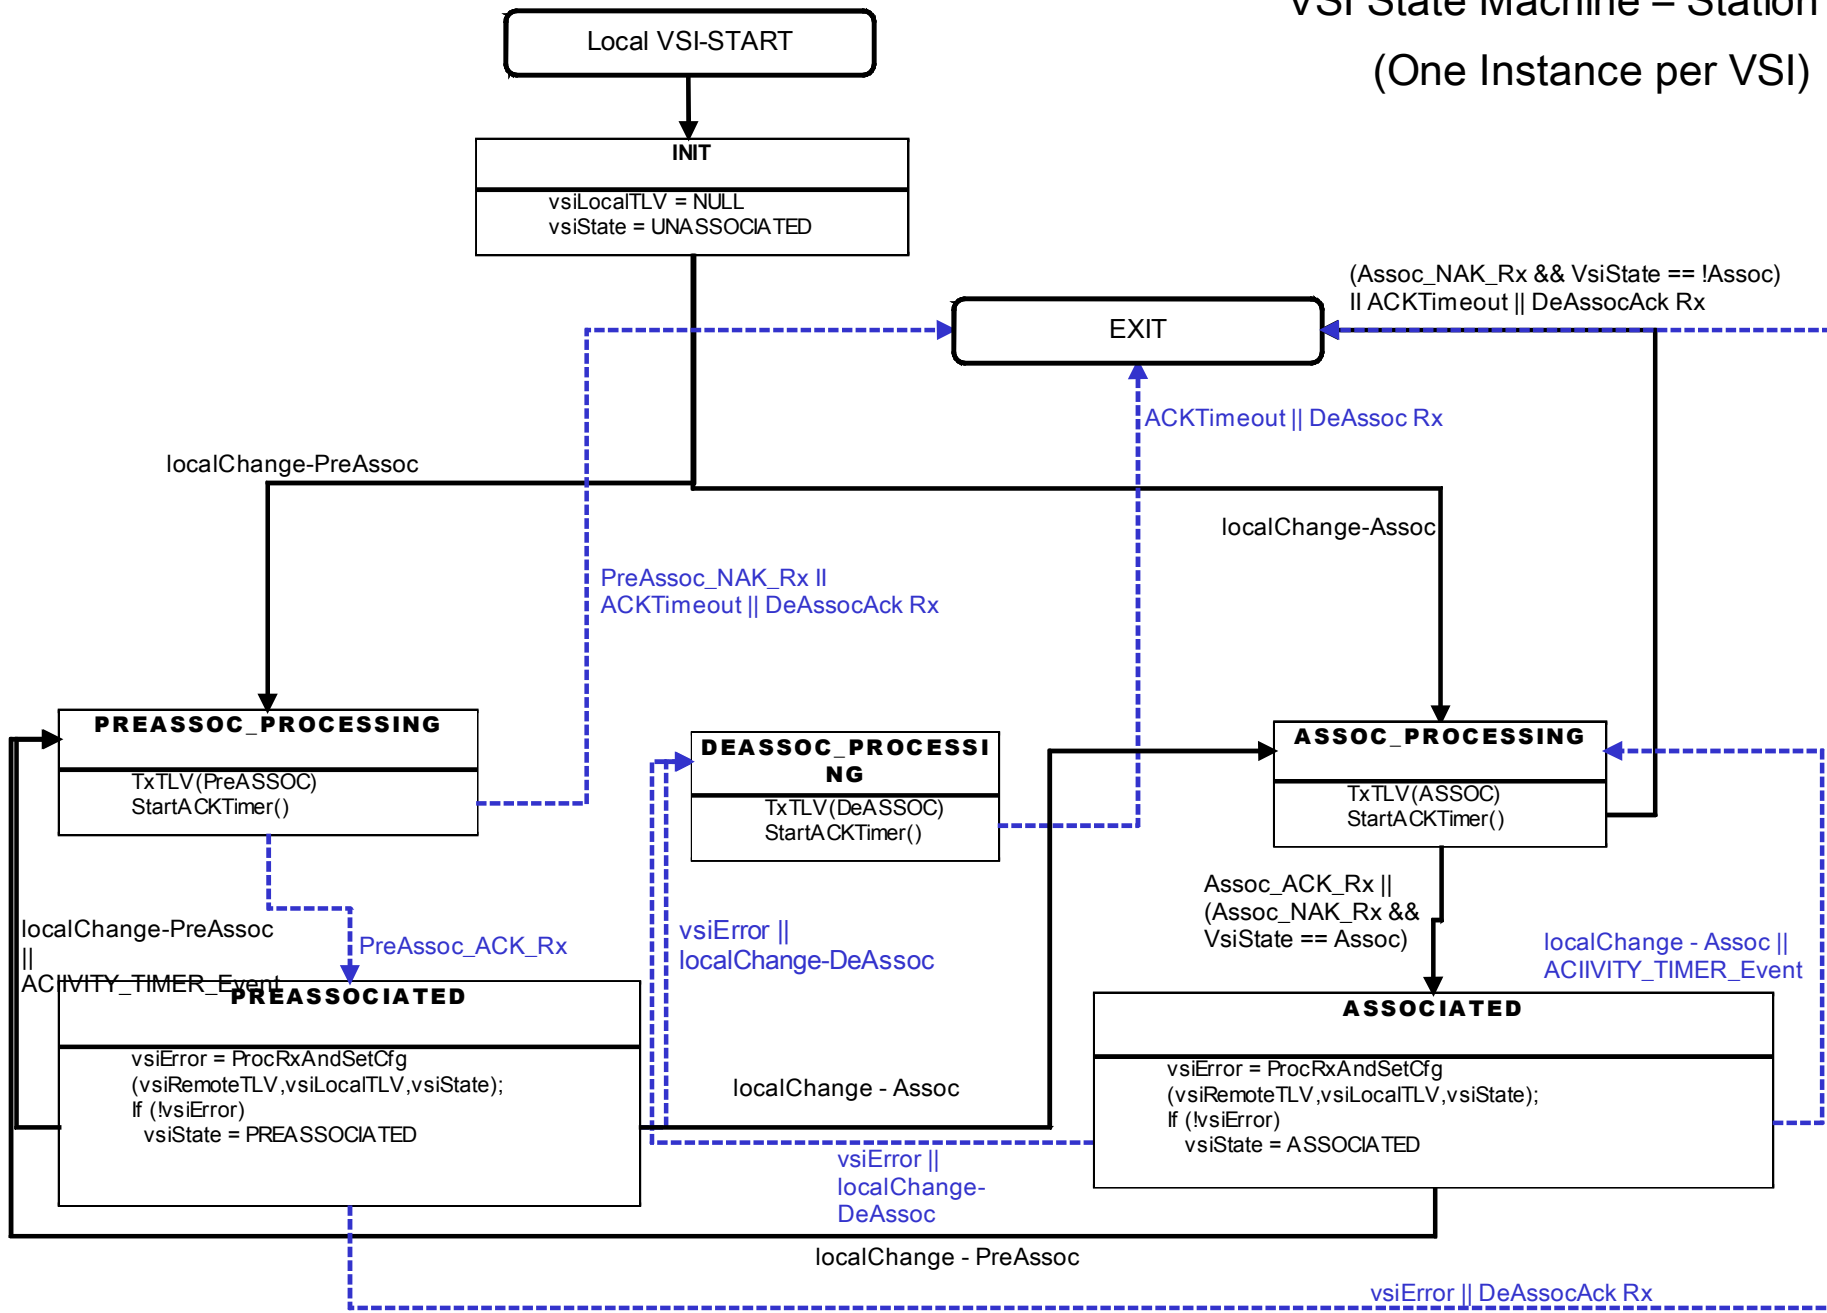 VSI State Machine – Station
(One Instance per VSI)
Local VSI-START
INIT
vsiLocalTLV = NULL
vsiState = UNASSOCIATED
(Assoc_NAK_Rx && VsiState == !Assoc)
II ACKTimeout || DeAssocAck Rx
EXIT
ACKTimeout || DeAssoc Rx
localChange-PreAssoc
localChange-Assoc
PreAssoc_NAK_Rx II
ACKTimeout || DeAssocAck Rx
PREASSOC_PROCESSING
TxTLV(PreASSOC)
StartACKTimer()
DEASSOC_PROCESSI
NG
TxTLV(DeASSOC)
StartACKTimer()
ASSOC_PROCESSING
TxTLV(ASSOC)
StartACKTimer()
localChange-PreAssoc
||
ACIIVITY_TIMER_Event
PreAssoc_ACK_Rx
vsiError ||
localChange-DeAssoc
Assoc_ACK_Rx ||
(Assoc_NAK_Rx &&
VsiState == Assoc)
localChange - Assoc ||
ACIIVITY_TIMER_Event
PREASSOCIATED
vsiError = ProcRxAndSetCfg
(vsiRemoteTLV,vsiLocalTLV,vsiState);
If (!vsiError)
vsiState = PREASSOCIATED
localChange - Assoc
ASSOCIATED
vsiError = ProcRxAndSetCfg
(vsiRemoteTLV,vsiLocalTLV,vsiState);
If (!vsiError)
vsiState = ASSOCIATED
vsiError ||
localChange-
DeAssoc
localChange - PreAssoc
vsiError || DeAssocAck Rx